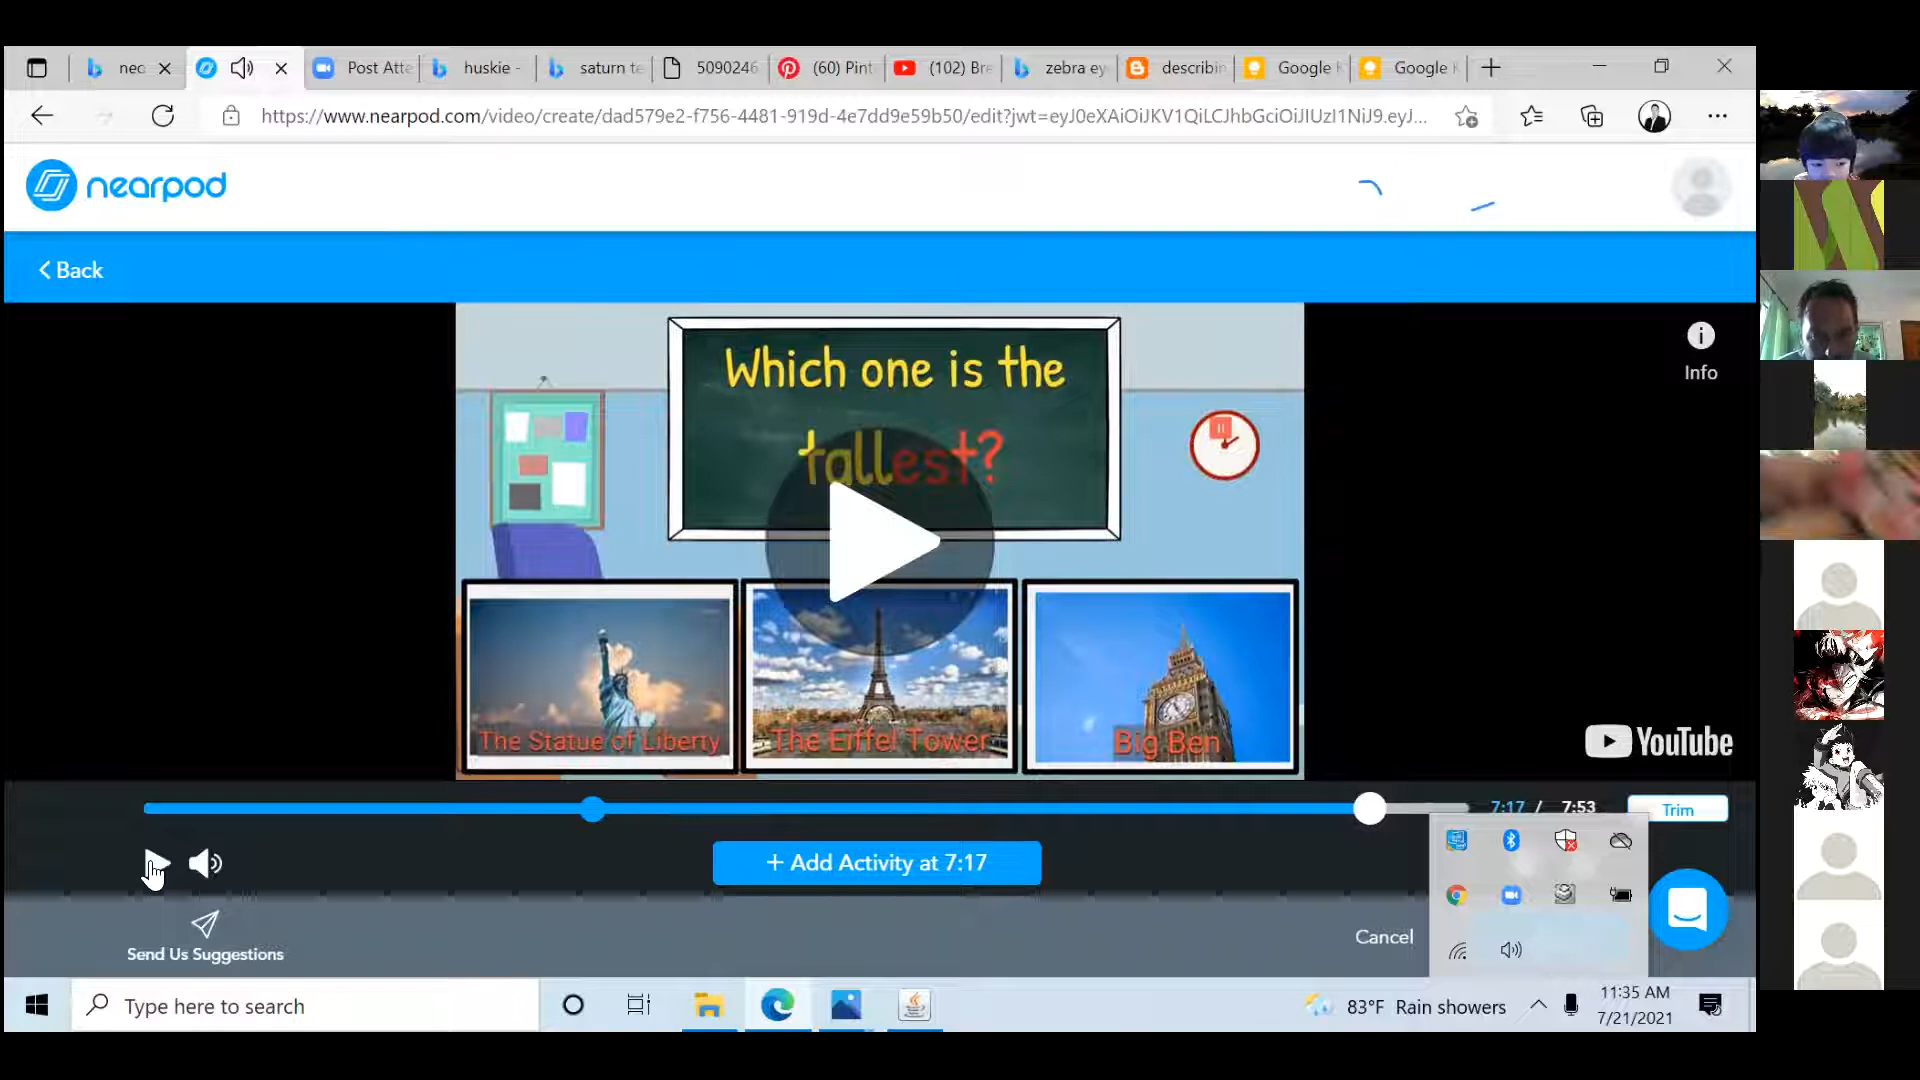 nec
Post Atte
huskie -
saturn te
5090246
(60) Pint
(102) Bre
zebra ey
describin
Google K
Google K
https://www.nearpod.com/video/create/dad579e2-f756-4481-919d-4e7dd9e59b50/edit?jwt=eyJ0eXAiOiJKV1QiLCJhbGciOiJIUzI1NiJ9.eyJ...
nearpod
Back
Info
Which one is the
tallest?
The Statue of Liberty
The Eiffel Tower
Big Ben
YouTube
7:17 / 7:53
Trim
+ Add Activity at 7:17
Send Us Suggestions
Cancel
Type here to search
83°F Rain showers
11:35 AM
7/21/2021